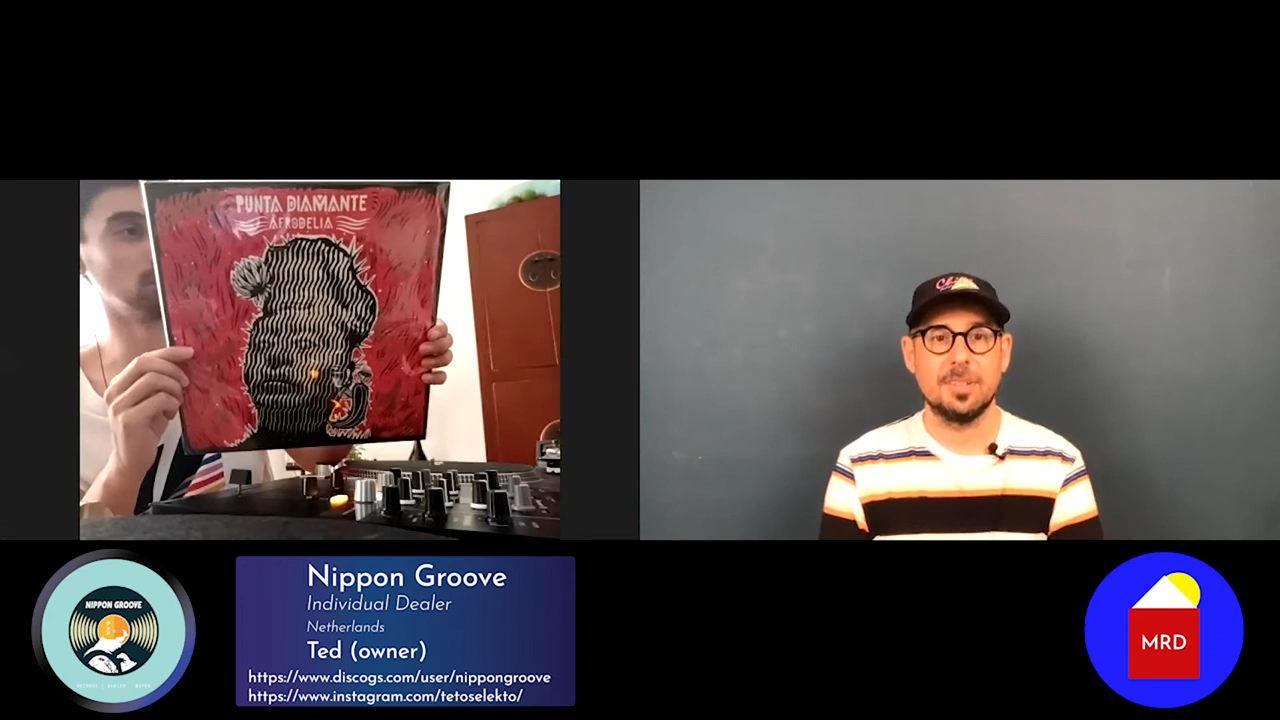 PUNTA DIAMANTE
AFRODELIA
NIPPON GROOVE
Nippon Groove
Individual Dealer
Netherlands
Ted (owner)
https://www.discogs.com/user/nippongroove
https://www.instagram.com/tetoselekto/
MRD